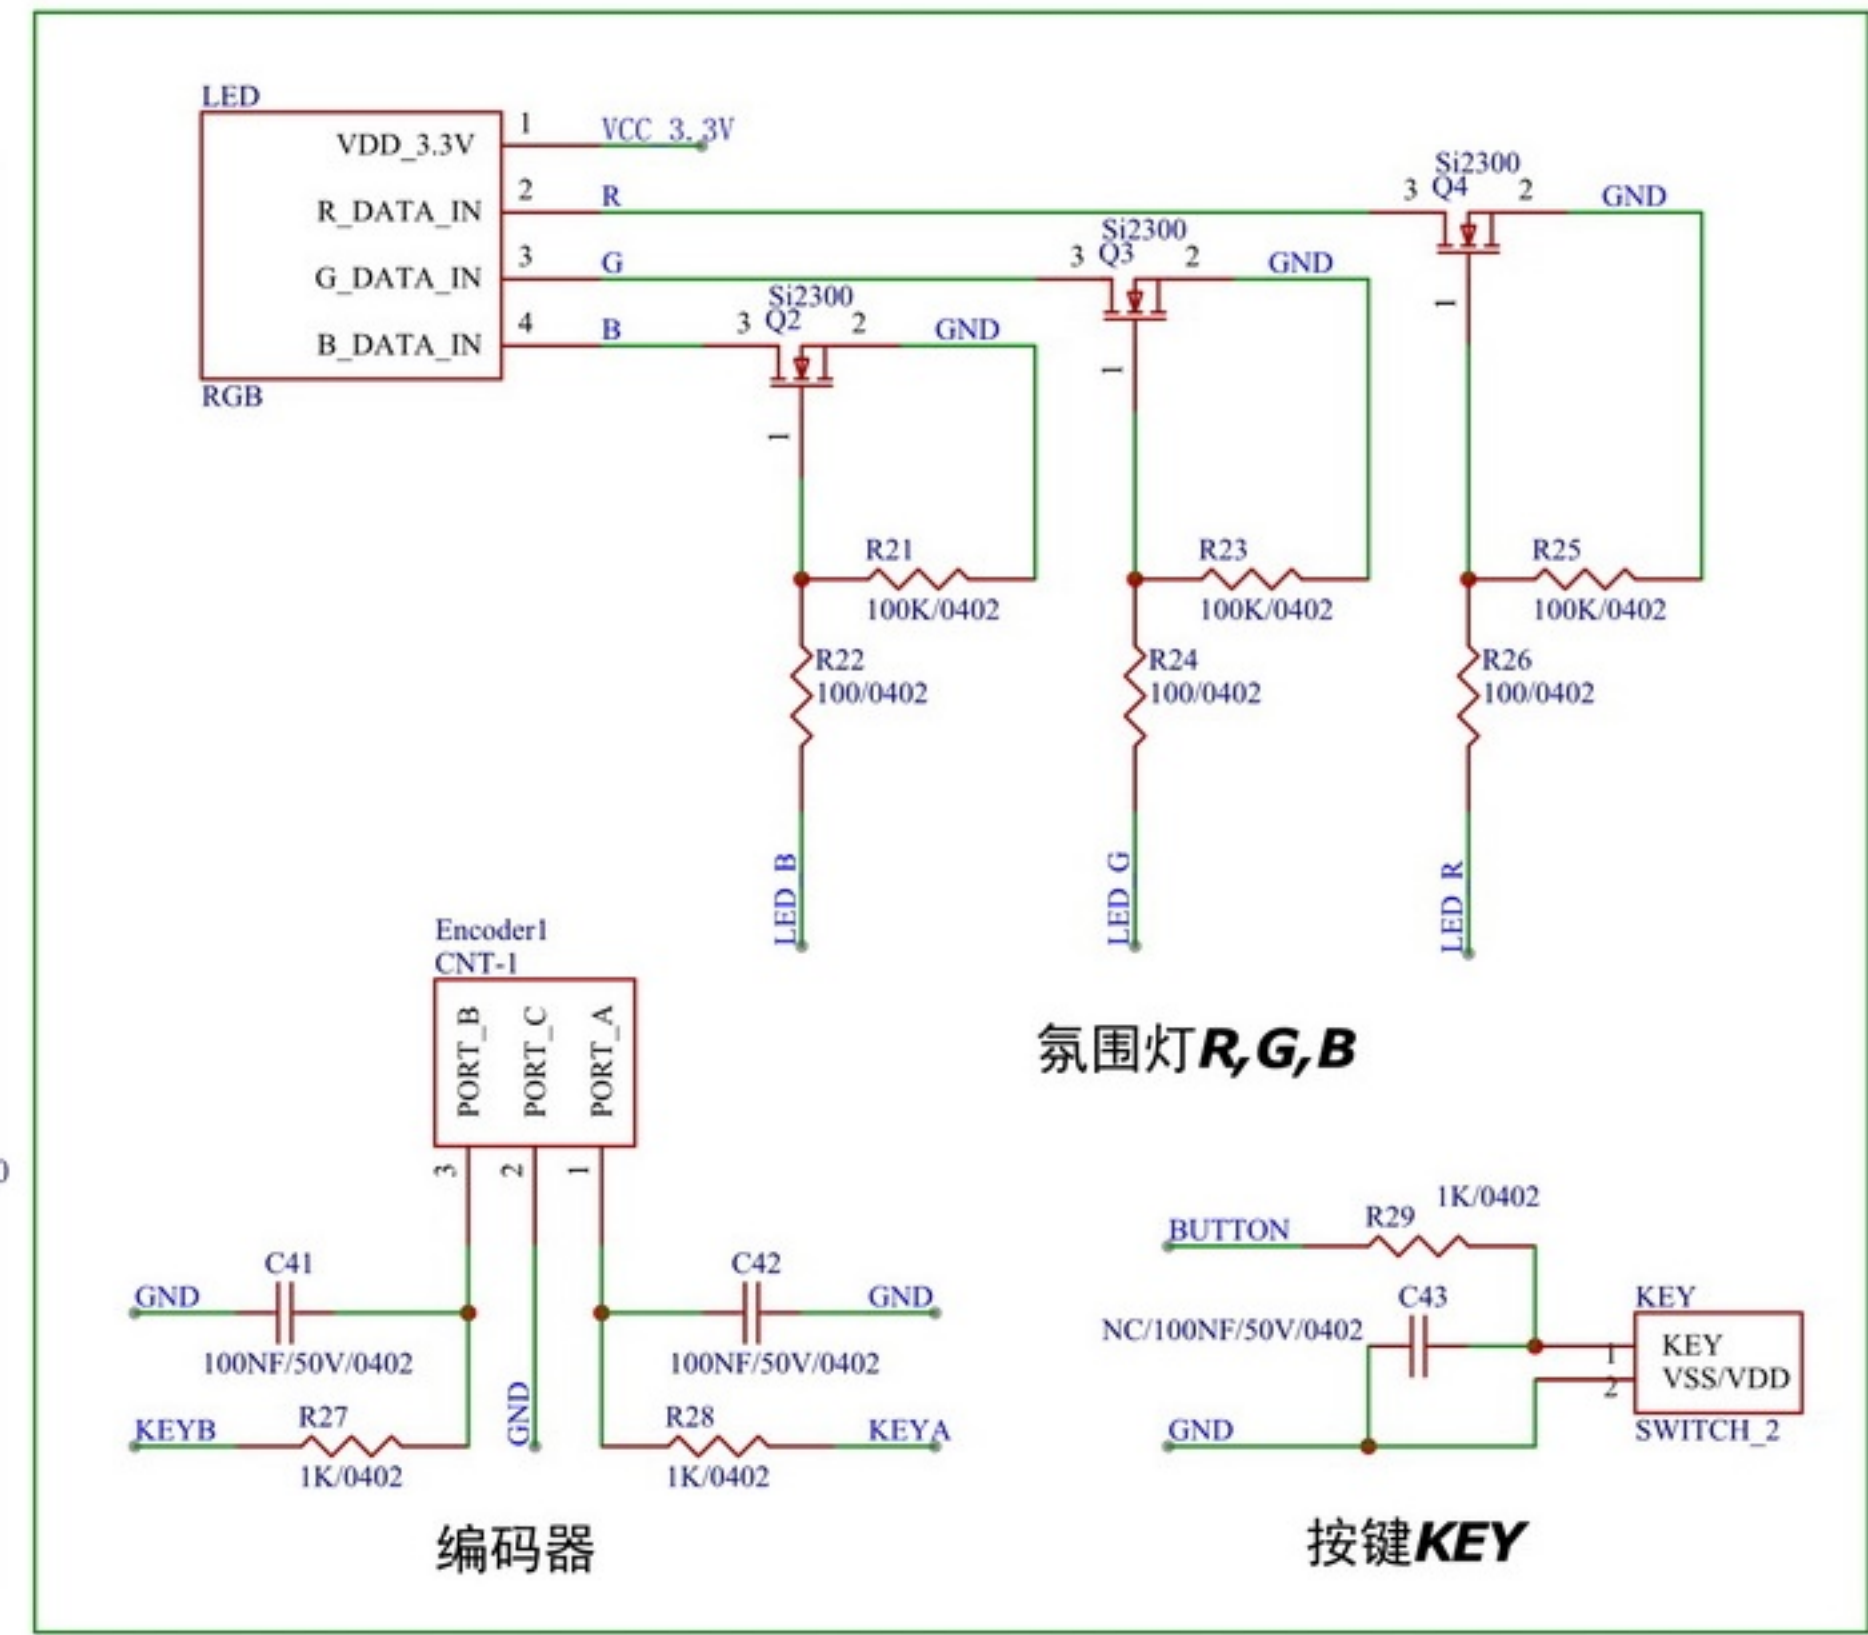 LED
VDD_3.3V
1
VCC_3.3V
R_DATA_IN
2
R
G_DATA_IN
3
G
B_DATA_IN
4
B
RGB
Si2300
3
Q2
2
GND
1
R21
100K/0402
R22
100/0402
LED_B
Si2300
3
Q3
2
GND
1
R23
100K/0402
R24
100/0402
LED_G
Si2300
3
Q4
2
GND
1
R25
100K/0402
R26
100/0402
LED_R
氛围灯R,G,B
Encoder1
CNT-1
PORT_B
PORT_C
PORT_A
3
2
1
C41
GND
100NF/50V/0402
KEYB
R27
1K/0402
GND
C42
GND
100NF/50V/0402
R28
KEYA
1K/0402
编码器
1K/0402
BUTTON
R29
C43
NC/100NF/50V/0402
GND
KEY
1
KEY
2
VSS/VDD
SWITCH_2
按键KEY